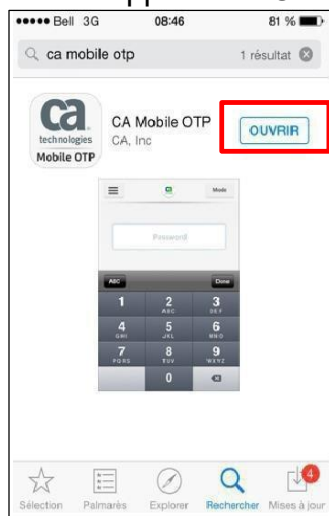 Bell 3G 08:46 81 %
ca mobile otp 1 résultat
ca
technologies
Mobile OTP
CA Mobile OTP
CA, Inc
OUVRIR
ca Mode
Password
ABC Done
1 2 3
ABC DEF
4 5 6
GHI JKL MNO
7 8 9
PQRS TUV WXYZ
0
4
Sélection Palmarès Explorer Rechercher Mises à jour